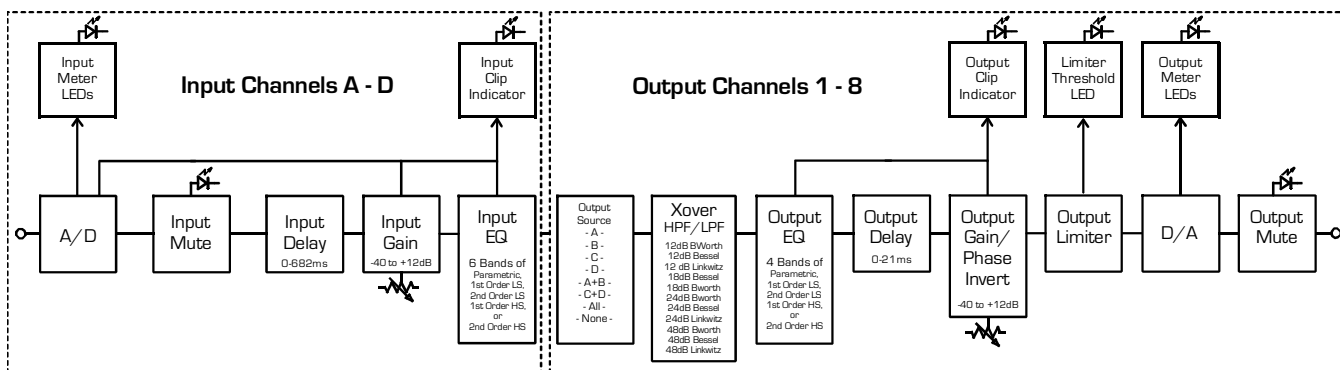 Input
Meter
LEDs
Input Channels A - D
Input
Clip
Indicator
A/D
Input
Mute
Input
Delay
0-682ms
Input
Gain
-40 to +12dB
Input
EQ
6 Bands of
Parametric,
1st Order LS,
2nd Order LS
1st Order HS,
or
2nd Order HS
Output Channels 1 - 8
Output
Clip
Indicator
Limiter
Threshold
LED
Output
Meter
LEDs
Output
Source
- A -
- B -
- C -
- D -
- A+B -
- C+D -
- All -
- None -
Xover
HPF/LPF
12dB BWorth
12dB Bessel
12 dB Linkwitz
18dB Bessel
18dB Bworth
24dB Bworth
24dB Bessel
24dB Linkwitz
48dB Bworth
48dB Bessel
48dB Linkwitz
Output
EQ
4 Bands of
Parametric,
1st Order LS,
2nd Order LS
1st Order HS,
or
2nd Order HS
Output
Delay
0-21ms
Output
Gain/
Phase
Invert
-40 to +12dB
Output
Limiter
D/A
Output
Mute